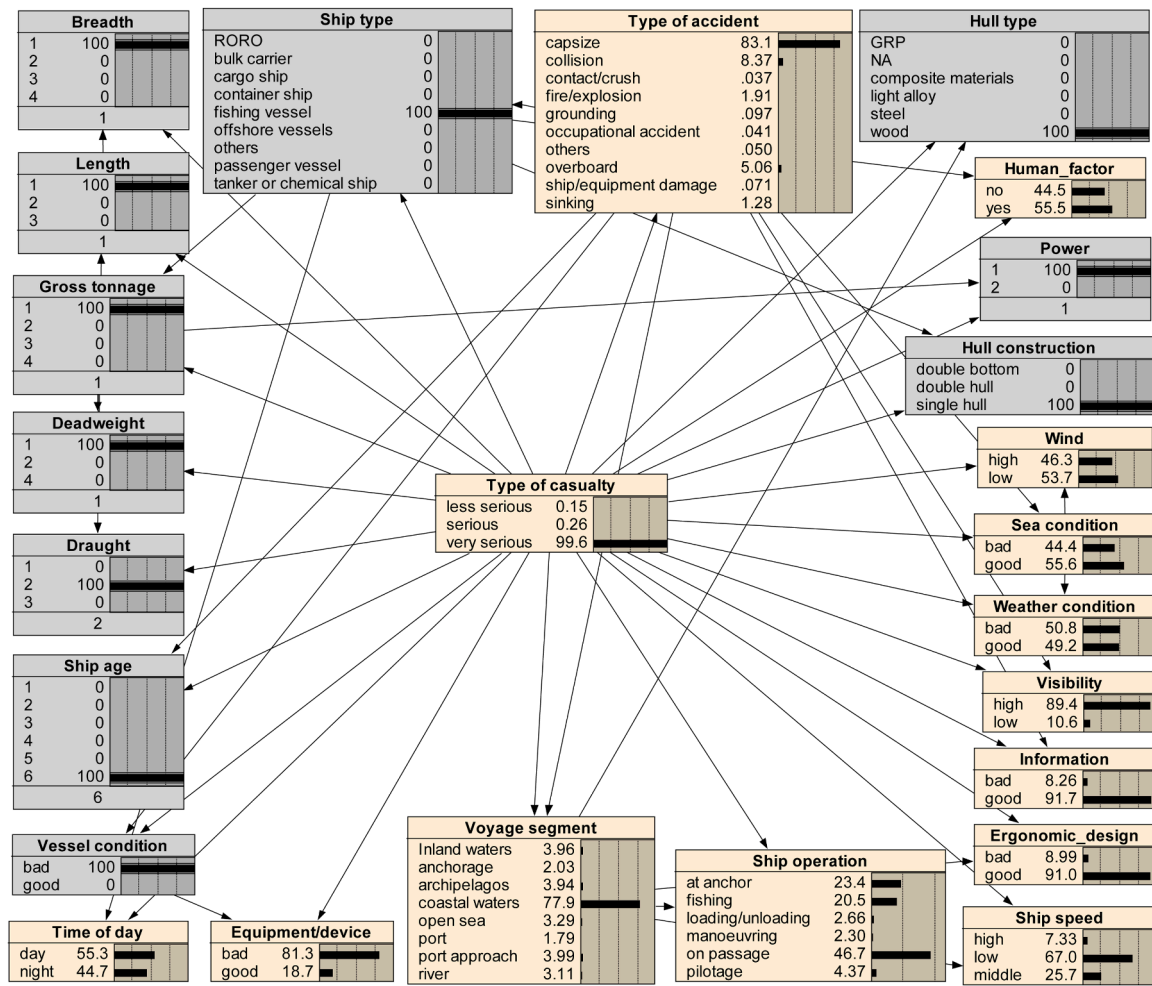 Breadth
1 100
2 0
3 0
4 0
1
Ship type
RORO 0
bulk carrier 0
cargo ship 0
container ship 0
fishing vessel 100
offshore vessels 0
others 0
passenger vessel 0
tanker or chemical ship 0
Type of accident
capsize 83.1
collision 8.37
contact/crush .037
fire/explosion 1.91
grounding .097
occupational accident .041
others .050
overboard 5.06
ship/equipment damage .071
sinking 1.28
Hull type
GRP 0
NA 0
composite materials 0
light alloy 0
steel 0
wood 100
Length
1 100
2 0
3 0
1
Human_factor
no 44.5
yes 55.5
Power
1 100
2 0
1
Gross tonnage
1 100
2 0
3 0
4 0
1
Hull construction
double bottom 0
double hull 0
single hull 100
Deadweight
1 100
2 0
4 0
1
Wind
high 46.3
low 53.7
Type of casualty
less serious 0.15
serious 0.26
very serious 99.6
Sea condition
bad 44.4
good 55.6
Draught
1 0
2 100
3 0
2
Weather condition
bad 50.8
good 49.2
Ship age
1 0
2 0
3 0
4 0
5 0
6 100
6
Visibility
high 89.4
low 10.6
Information
bad 8.26
good 91.7
Vessel condition
bad 100
good 0
Voyage segment
Inland waters 3.96
anchorage 2.03
archipelagos 3.94
coastal waters 77.9
open sea 3.29
port 1.79
port approach 3.99
river 3.11
Ship operation
at anchor 23.4
fishing 20.5
loading/unloading 2.66
manoeuvring 2.30
on passage 46.7
pilotage 4.37
Ergonomic_design
bad 8.99
good 91.0
Time of day
day 55.3
night 44.7
Equipment/device
bad 81.3
good 18.7
Ship speed
high 7.33
low 67.0
middle 25.7